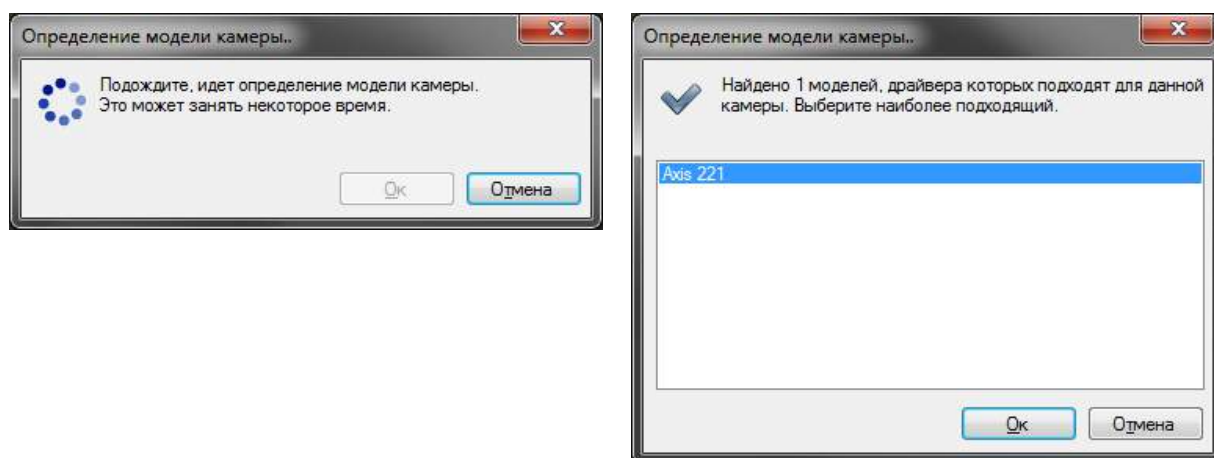 Определение модели камеры..
Подождите, идет определение модели камеры.
Это может занять некоторое время.
Ок
Отмена
Определение модели камеры..
Найдено 1 моделей, драйвера которых подходят для данной
камеры. Выберите наиболее подходящий.
Axis 221
Ок
Отмена